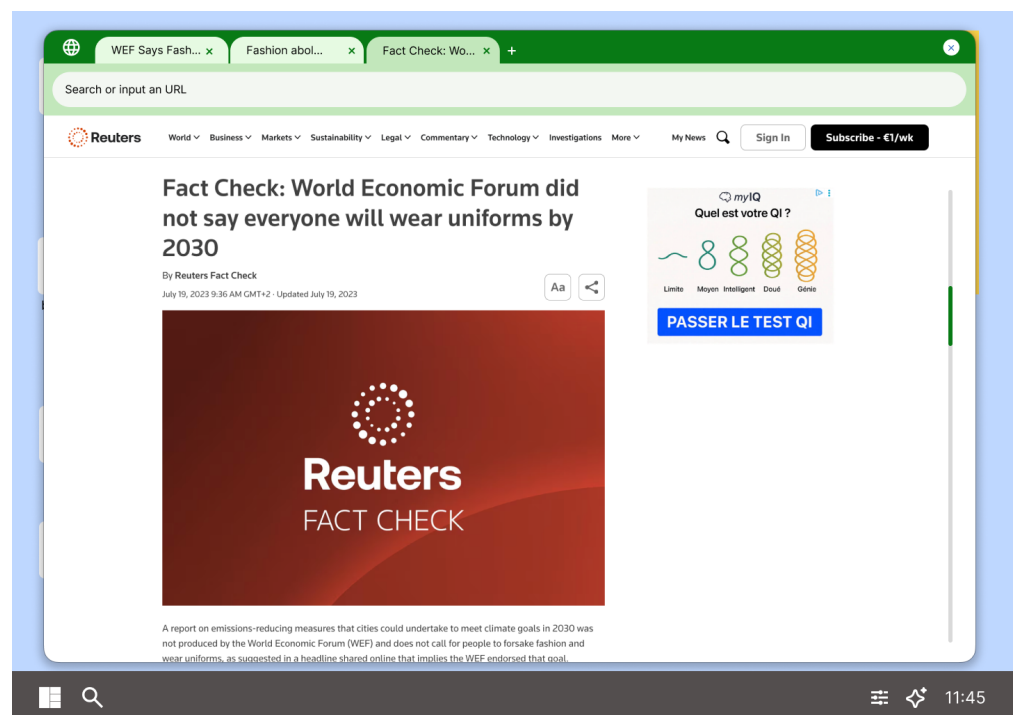 WEF Says Fash...
Fashion abol...
Fact Check: Wo...
Search or input an URL
Reuters
World
Business
Markets
Sustainability
Legal
Commentary
Technology
Investigations
More
My News
Sign In
Subscribe - €1/wk
Fact Check: World Economic Forum did
not say everyone will wear uniforms by
2030
By Reuters Fact Check
July 19, 2023 9:36 AM GMT+2 · Updated July 19, 2023
Aa
myIQ
Quel est votre QI ?
Limite
Moyen
Intelligent
Doué
Génie
PASSER LE TEST QI
Reuters
FACT CHECK
A report on emissions-reducing measures that cities could undertake to meet climate goals in 2030 was
not produced by the World Economic Forum (WEF) and does not call for people to forsake fashion and
wear uniforms, as suggested in a headline shared online that implies the WEF endorsed that goal.
11:45